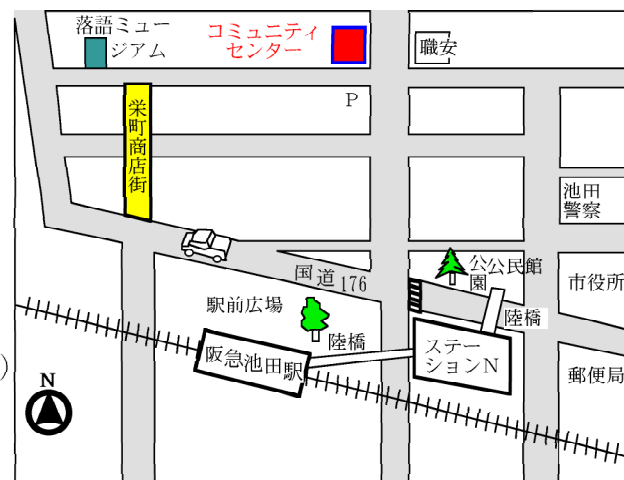 落語ミュー
ジアム
コミュニティ
センター
職安
P
栄町商店街
池田
警察
公
園
公民館
国道176
市役所
駅前広場
陸橋
陸橋
阪急池田駅
ステー
ションN
郵便局
)
N